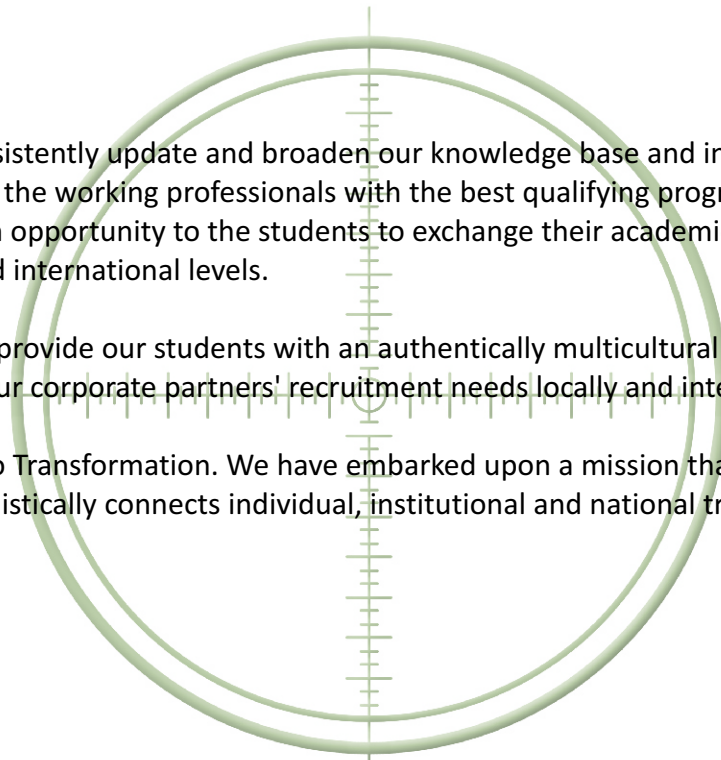 sistently update and broaden our knowledge base and in
the working professionals with the best qualifying progr
opportunity to the students to exchange their academi
international levels.
provide our students with an authentically multicultural
ur corporate partners' recruitment needs locally and inte
Transformation. We have embarked upon a mission tha
istically connects individual, institutional and national tr